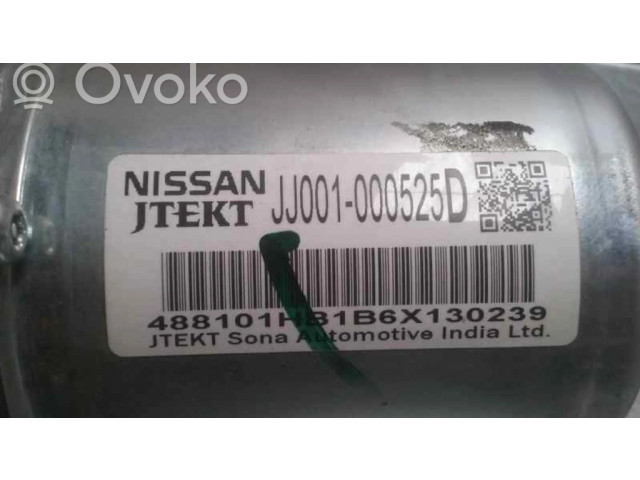 Ovoko
NISSAN JJ001-000525D
JTEKT
488101HB1B6X130239
JTEKT Sona Automotive India Ltd.